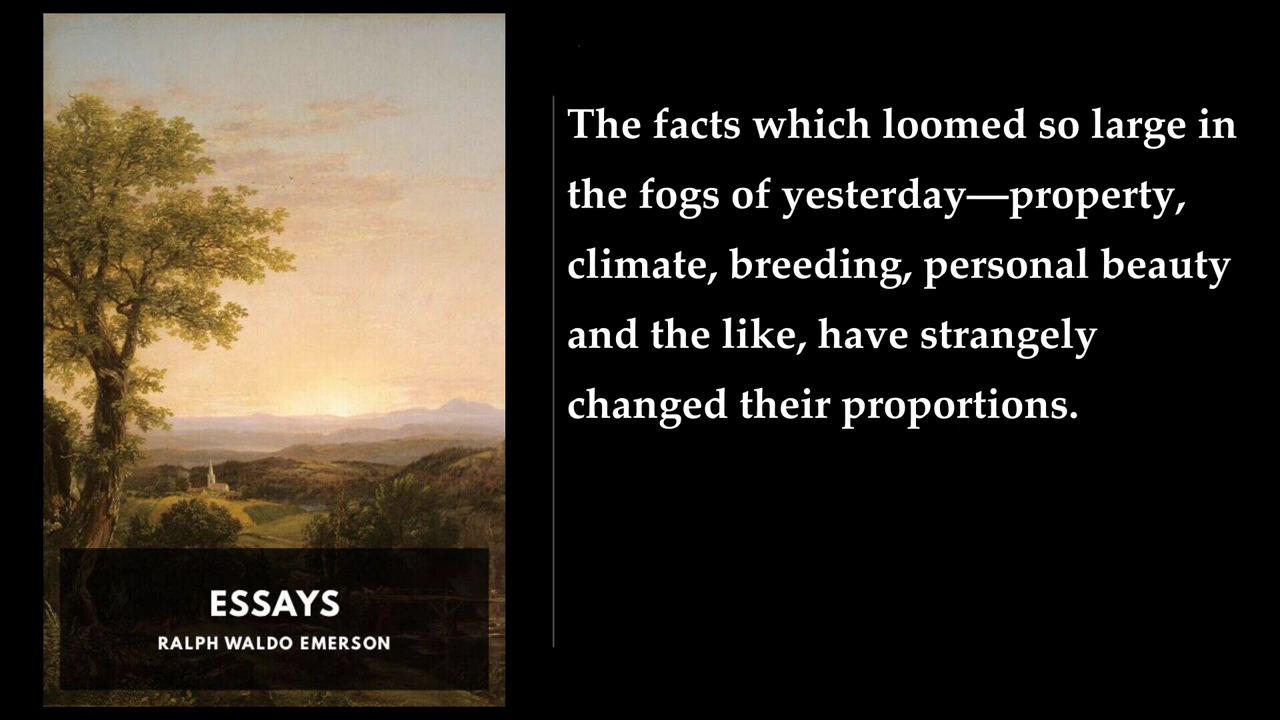 The facts which loomed so large in
the fogs of yesterday—property,
climate, breeding, personal beauty
and the like, have strangely
changed their proportions.
ESSAYS
RALPH WALDO EMERSON